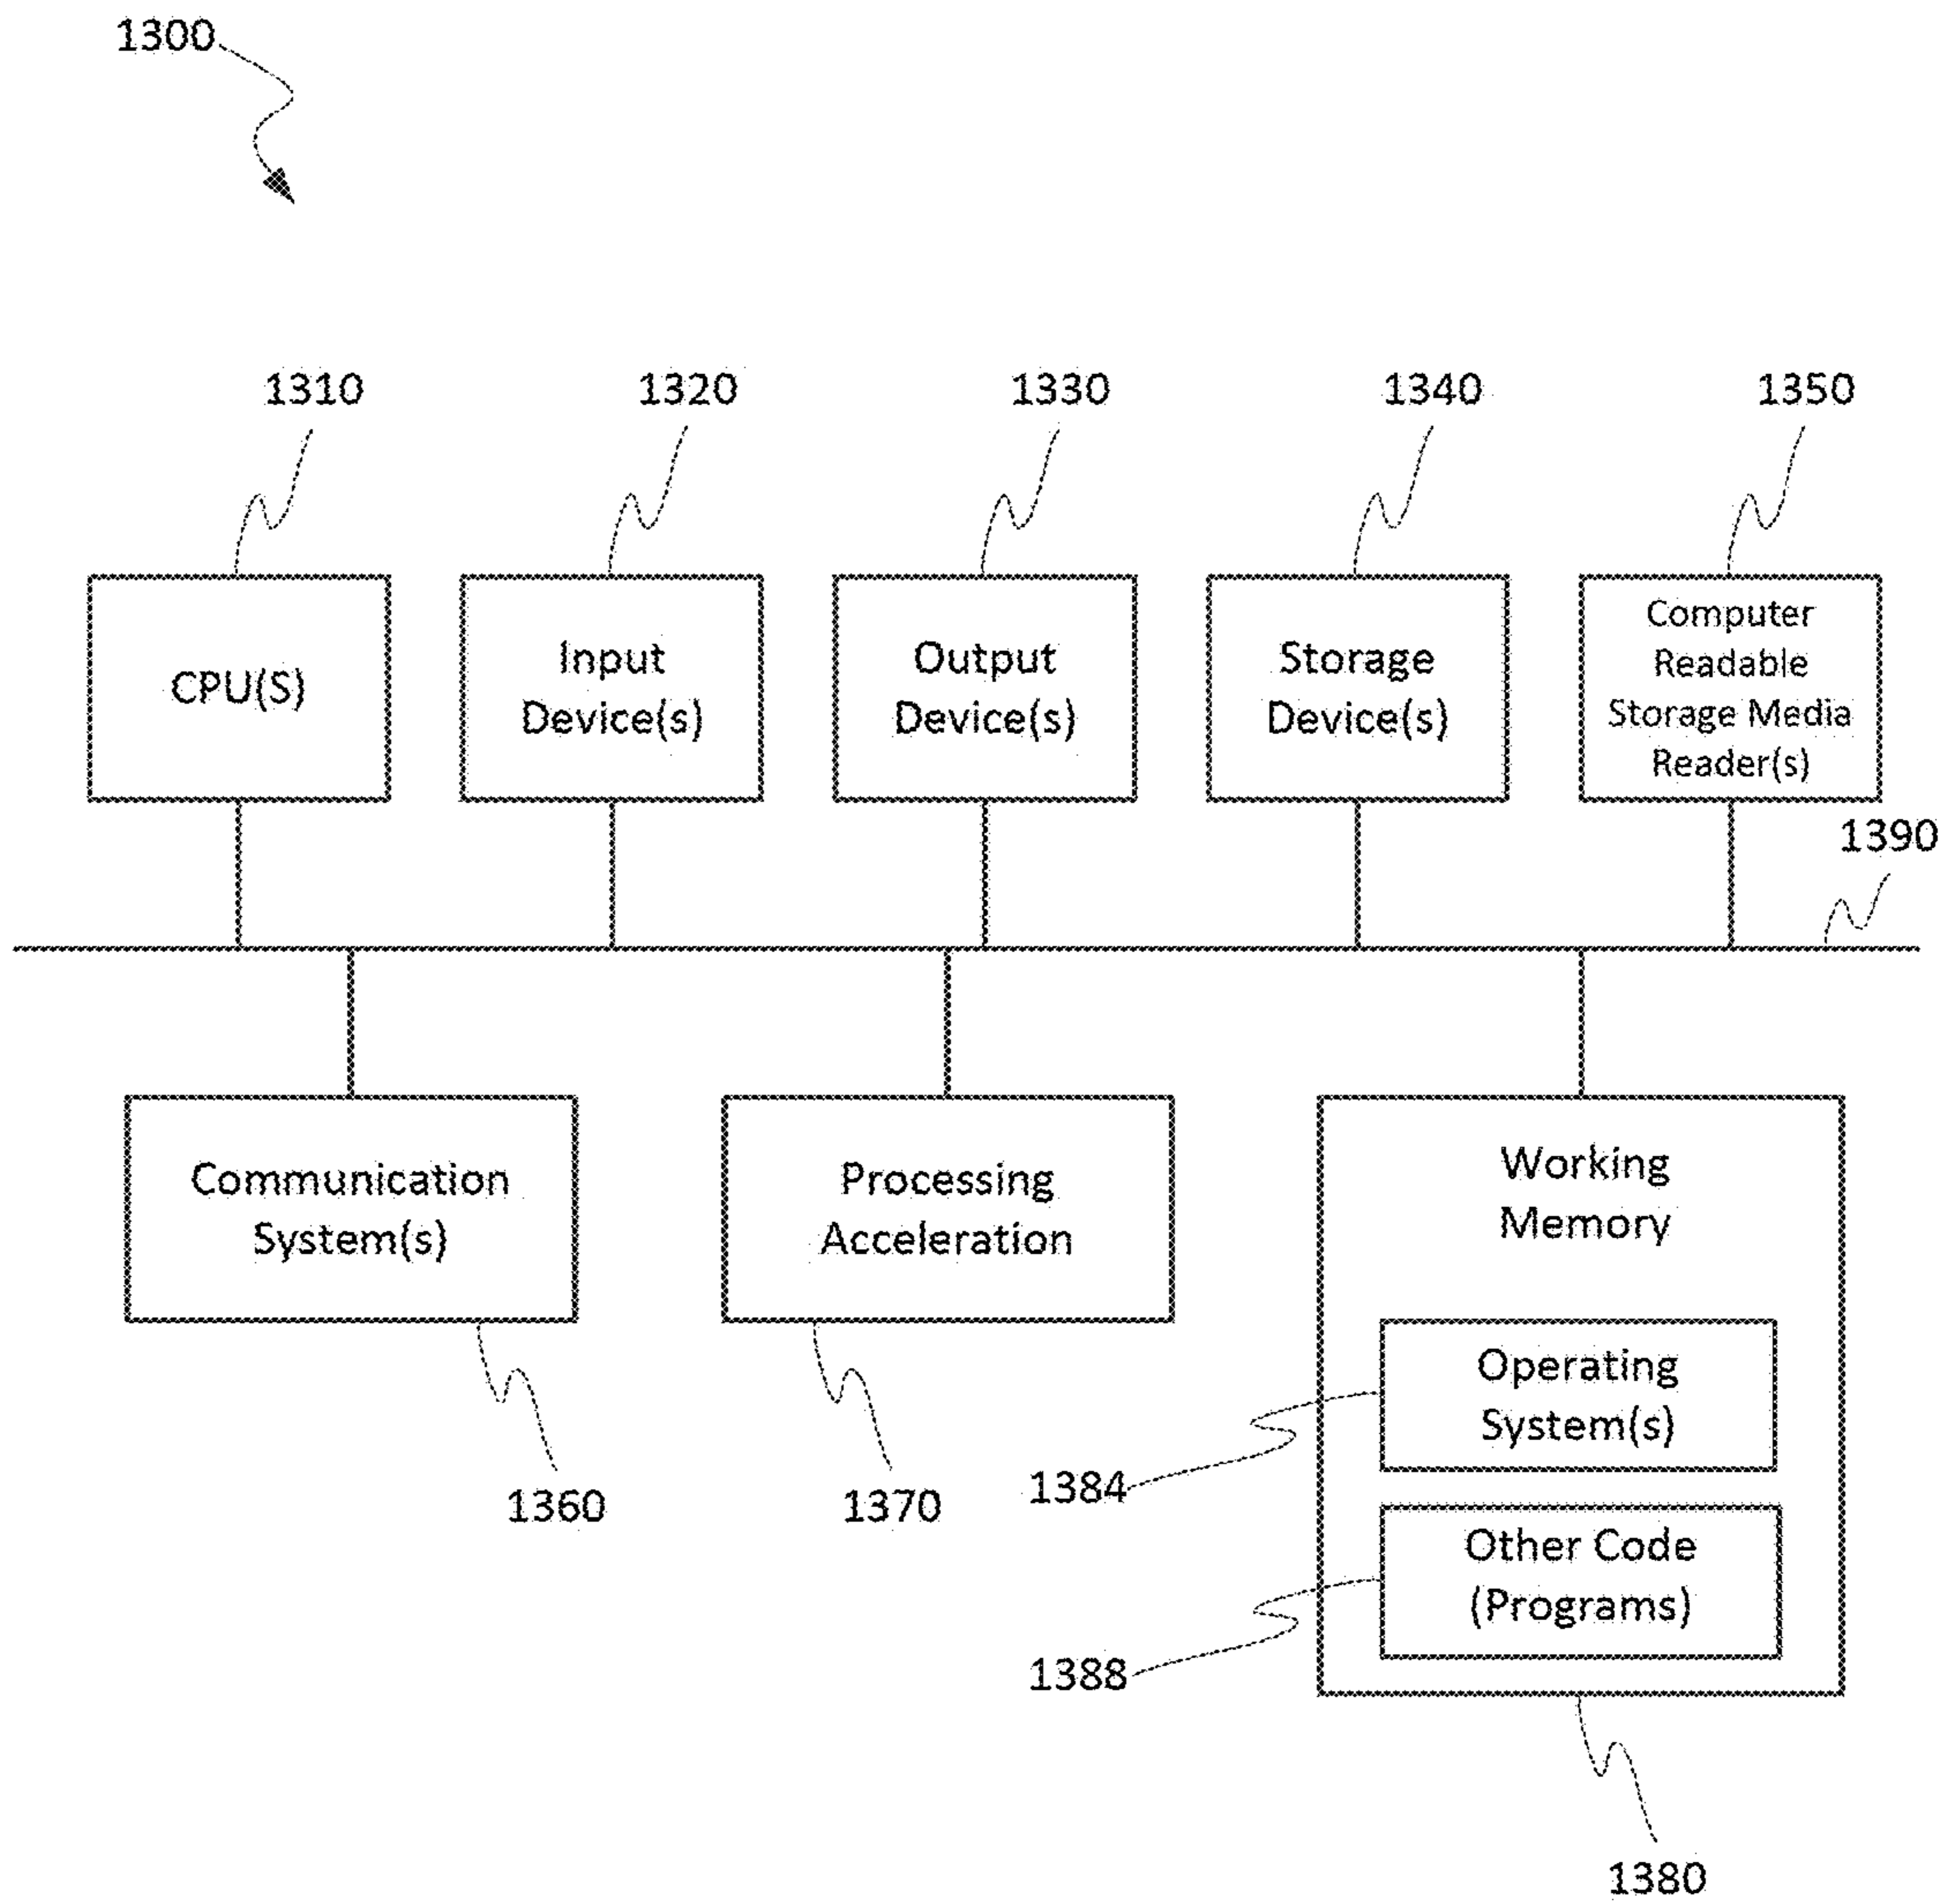 1300
1310
1320
1330
1340
1350
CPU(S)
Input
Device(s)
Output
Device(s)
Storage
Device(s)
Computer
Readable
Storage Media
Reader(s)
1390
Communication
System(s)
Processing
Acceleration
Working
Memory
Operating
System(s)
1384
1360
1370
Other Code
(Programs)
1388
1380